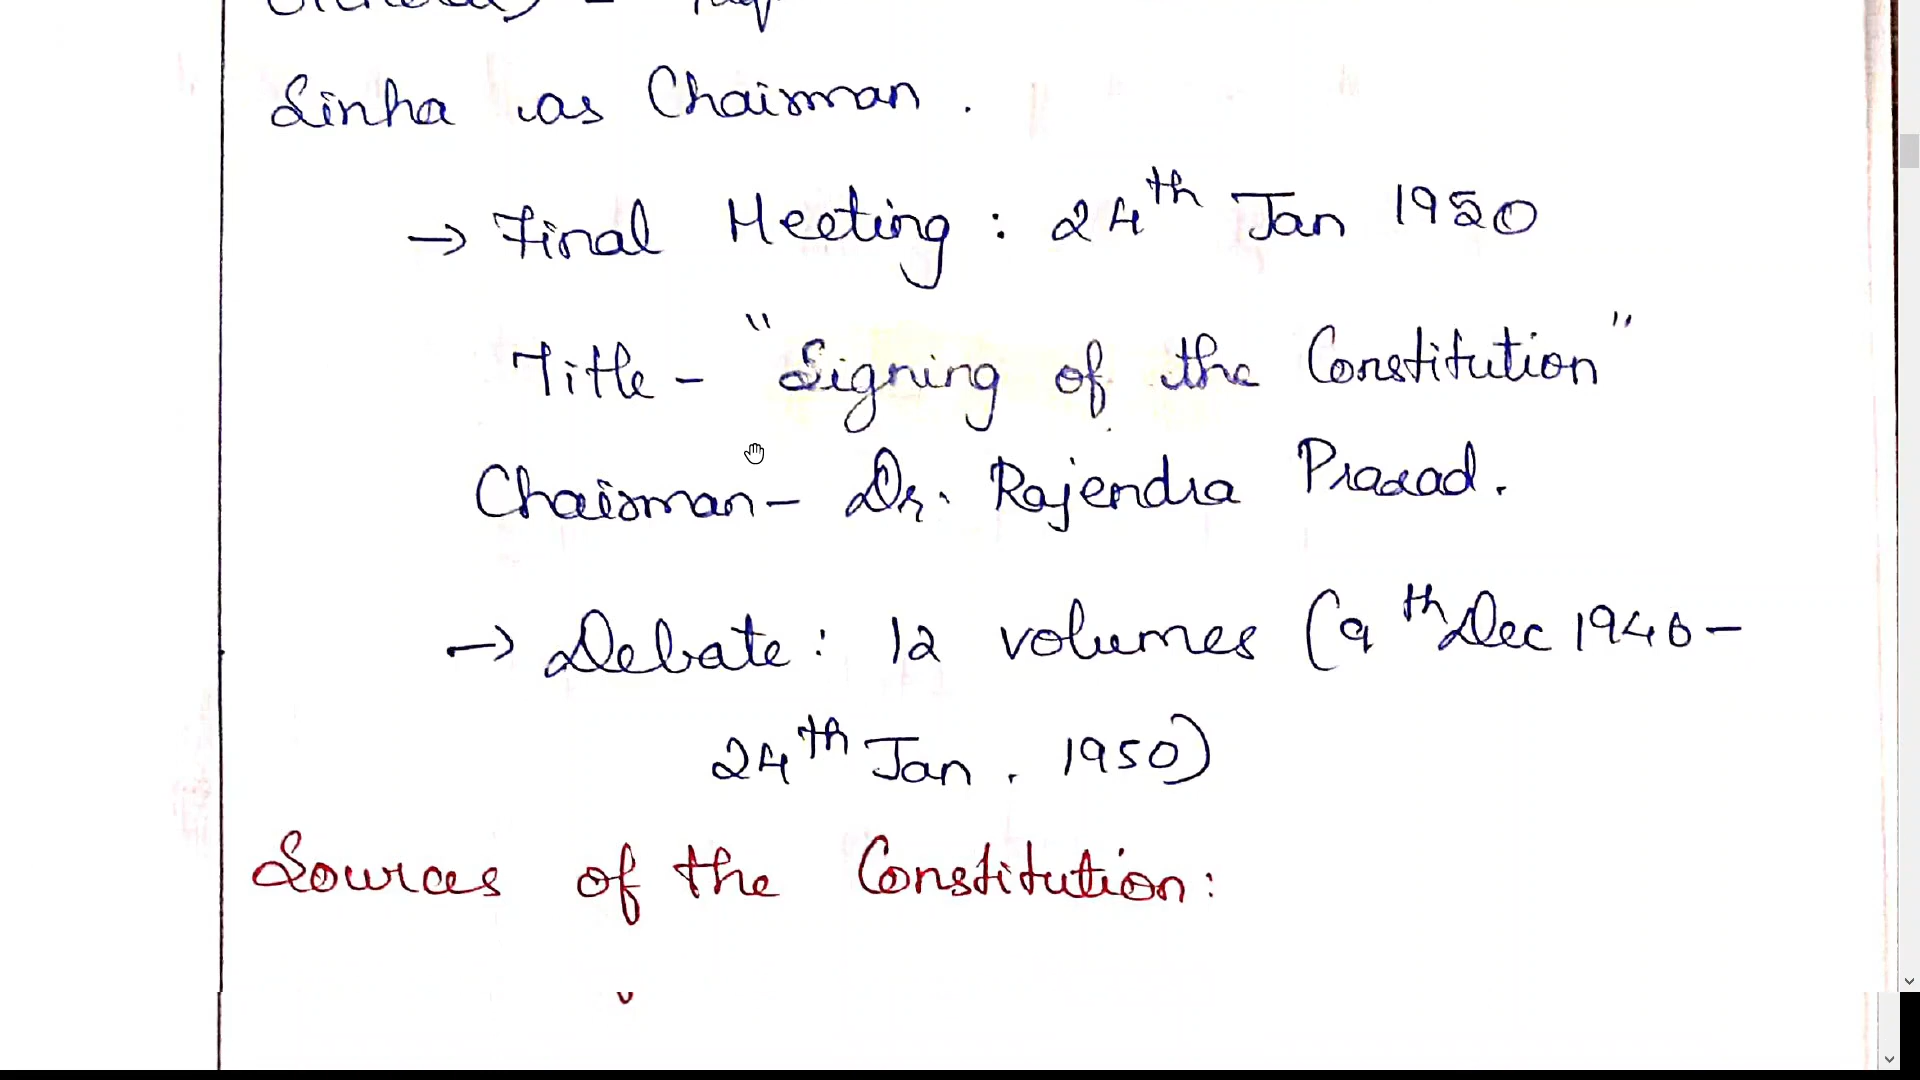 Sinha as Chairman.
→ Final Meeting : 24th Jan 1950
Title - "Signing of the Constitution"
Chairman - Dr. Rajendra Prasad.
→ Debate : 12 volumes (9th Dec 1946 -
24th Jan. 1950)
Sources of the Constitution: